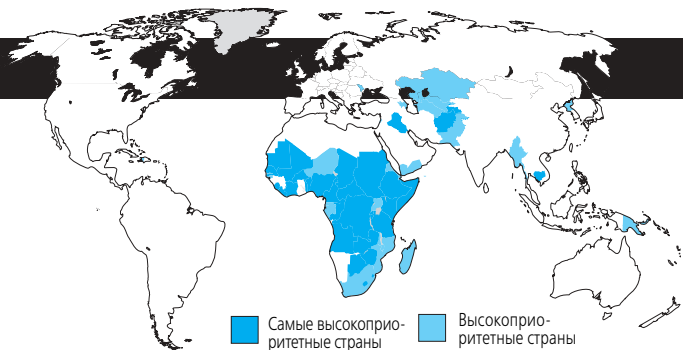 Самые высокоприо-
ритетные страны
Высокоприо-
ритетные страны